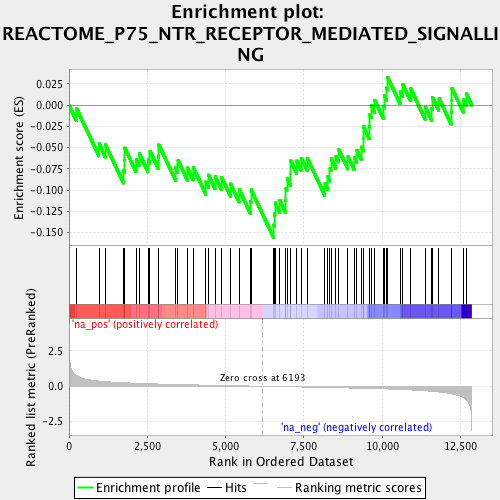 Enrichment plot:
REACTOME_P75_NTR_RECEPTOR_MEDIATED_SIGNALLI
NG
Enrichment score (ES)
0.025
0.000
-0.025
-0.050
-0.075
-0.100
-0.125
-0.150
'na_pos' (positively correlated)
Ranked list metric (PreRanked)
2.5
0.0
-2.5
Zero cross at 6193
'na_neg' (negatively correlated)
0 2,500 5,000 7,500 10,000 12,500
Rank in Ordered Dataset
Enrichment profile Hits Ranking metric scores